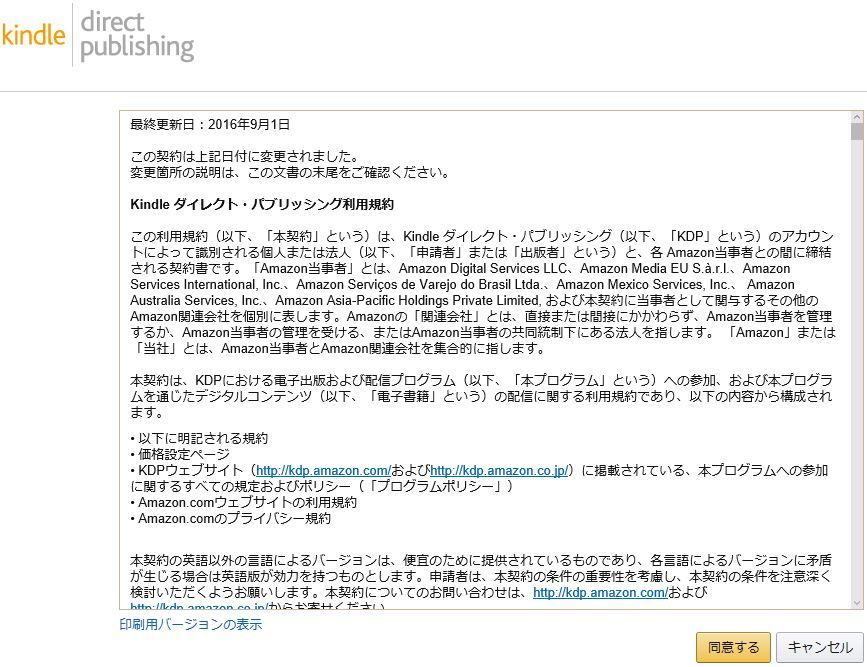 kindle direct publishing
最終更新日：2016年9月1日
この契約は上記日付に変更されました。
変更箇所の説明は、この文書の末尾をご確認ください。
Kindle ダイレクト・パブリッシング利用規約
この利用規約（以下、「本契約」という）は、Kindle ダイレクト・パブリッシング（以下、「KDP」という）のアカウン
トによって識別される個人または法人（以下、「申請者」または「出版者」という）と、各 Amazon当事者との間に締結
される契約書です。「Amazon当事者」とは、Amazon Digital Services LLC、Amazon Media EU S.à.r.l.、Amazon
Services International, Inc.、Amazon Serviços de Varejo do Brasil Ltda.、Amazon Mexico Services, Inc.、 Amazon
Australia Services, Inc.、Amazon Asia-Pacific Holdings Private Limited, および本契約に当事者として関与するその他の
Amazon関連会社を個別に表します。Amazonの「関連会社」とは、直接または間接にかかわらず、Amazon当事者を管理
するか、Amazon当事者の管理を受ける、またはAmazon当事者の共同統制下にある法人を指します。 「Amazon」または
「当社」とは、Amazon当事者とAmazon関連会社を集合的に指します。
本契約は、KDPにおける電子出版および配信プログラム（以下、「本プログラム」という）への参加、および本プログラ
ムを通じたデジタルコンテンツ（以下、「電子書籍」という）の配信に関する利用規約であり、以下の内容から構成され
ます。
• 以下に明記される規約
• 価格設定ページ
• KDPウェブサイト（http://kdp.amazon.com/およびhttp://kdp.amazon.co.jp/）に掲載されている、本プログラムへの参加
に関するすべての規定およびポリシー（「プログラムポリシー」）
• Amazon.comウェブサイトの利用規約
• Amazon.comのプライバシー規約
本契約の英語以外の言語によるバージョンは、便宜のために提供されているものであり、各言語によるバージョンに矛盾
が生じる場合は英語版が効力を持つものとします。申請者は、本契約の条件の重要性を考慮し、本契約の条件を注意深く
検討いただくようお願いします。本契約についてのお問い合わせは、http://kdp.amazon.com/および
http://kdp.amazon.co.jp/からお寄せください
印刷用バージョンの表示
同意する
キャンセル